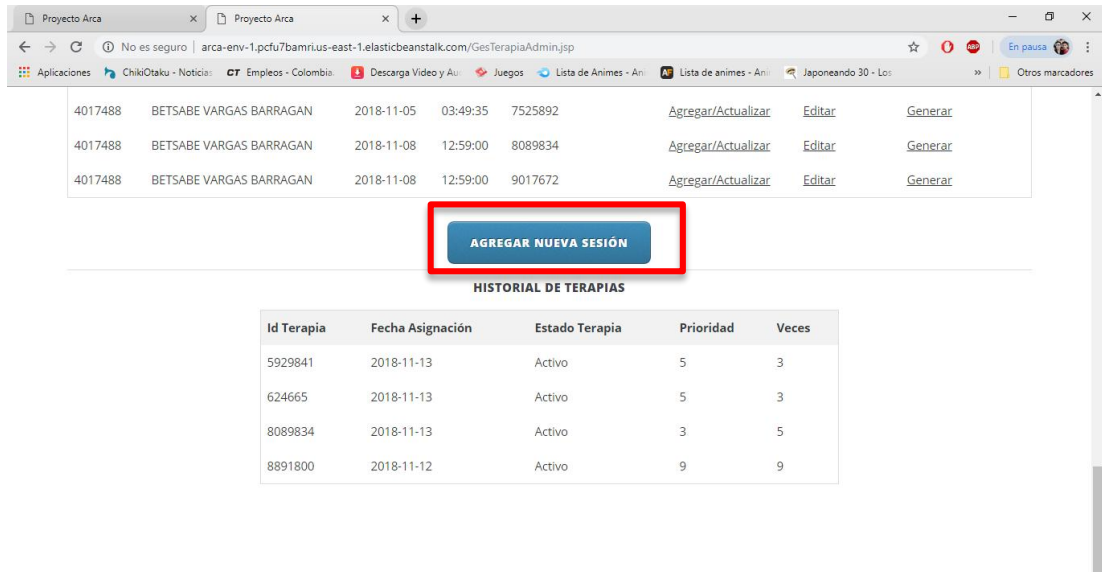 Proyecto Arca
Proyecto Arca
No es seguro | arca-env-1.pcfu7bamri.us-east-1.elasticbeanstalk.com/GesTerapiaAdmin.jsp
ABP
En pausa
Aplicaciones ChikiOtaku - Noticias CT Empleos - Colombia. Descarga Video y Au Juegos Lista de Animes - Ani AF Lista de animes - Ani Japoneando 30 - Los » Otros marcadores
4017488 BETSABE VARGAS BARRAGAN 2018-11-05 03:49:35 7525892 Agregar/Actualizar Editar Generar
4017488 BETSABE VARGAS BARRAGAN 2018-11-08 12:59:00 8089834 Agregar/Actualizar Editar Generar
4017488 BETSABE VARGAS BARRAGAN 2018-11-08 12:59:00 9017672 Agregar/Actualizar Editar Generar
AGREGAR NUEVA SESIÓN
HISTORIAL DE TERAPIAS
Id Terapia Fecha Asignación Estado Terapia Prioridad Veces
5929841 2018-11-13 Activo 5 3
624665 2018-11-13 Activo 5 3
8089834 2018-11-13 Activo 3 5
8891800 2018-11-12 Activo 9 9